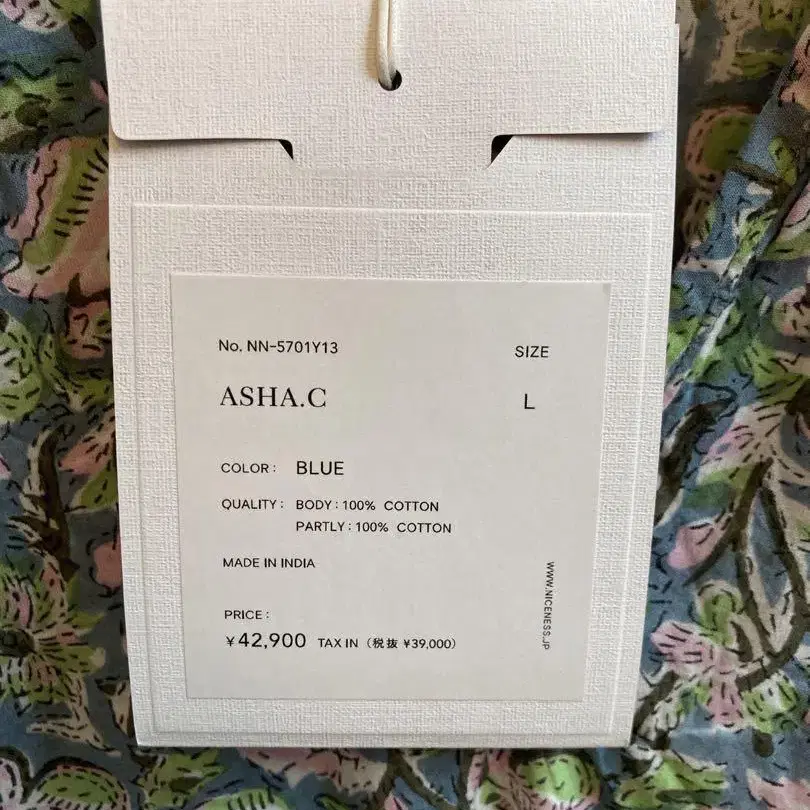 No. NN-5701Y13
SIZE
ASHA.C
L
COLOR: BLUE
QUALITY: BODY: 100% COTTON
PARTLY: 100% COTTON
MADE IN INDIA
WWW.NICENESS.JP
PRICE:
¥42,900 TAX IN (税抜 ¥39,000)